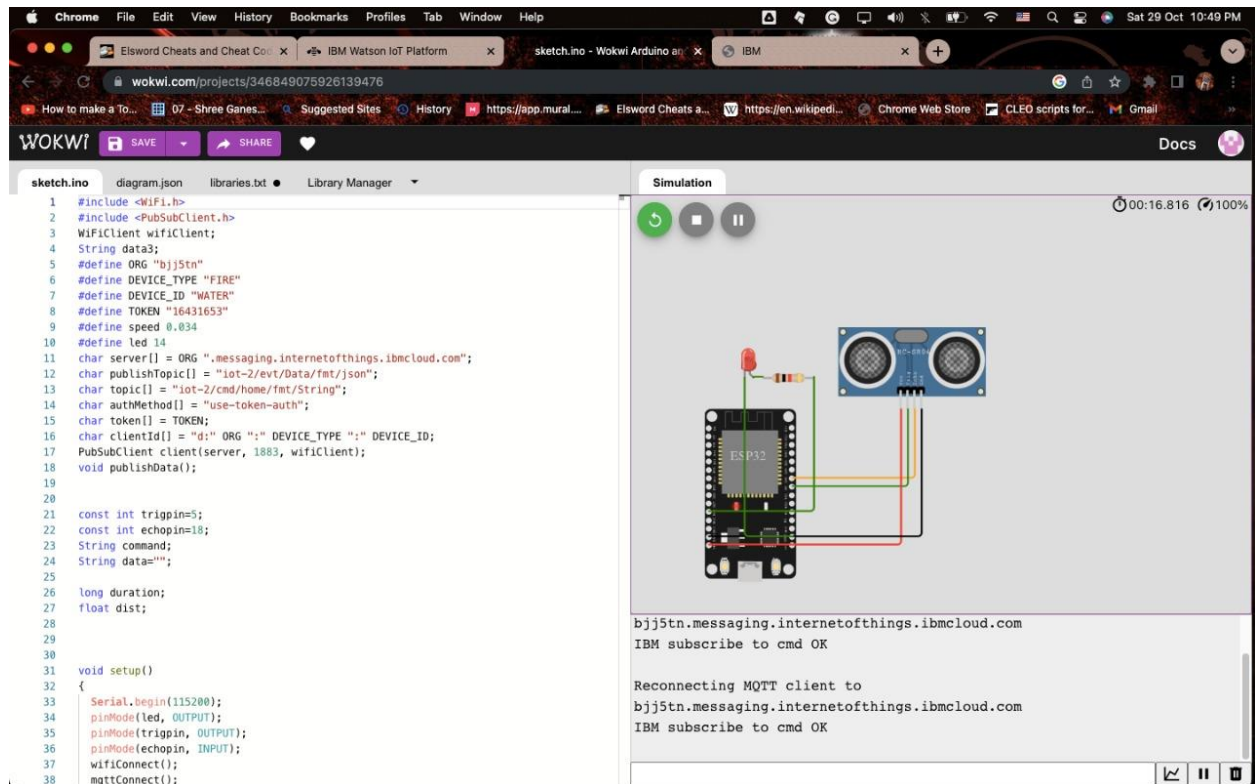 Chrome File Edit View History Bookmarks Profiles Tab Window Help Sat 29 Oct 10:49 PM
Elsword Cheats and Cheat Cod × IBM Watson IoT Platform × sketch.ino - Wokwi Arduino an × IBM × +
wokwi.com/projects/346849075926139476
How to make a To... 07 - Shree Ganes... Suggested Sites History https://app.mural.... Elsword Cheats a... https://en.wikipedi... Chrome Web Store CLEO scripts for... Gmail »
WOKWI SAVE SHARE Docs
sketch.ino diagram.json libraries.txt ● Library Manager
1 #include <WiFi.h>
2 #include <PubSubClient.h>
3 WiFiClient wifiClient;
4 String data3;
5 #define ORG "bjj5tn"
6 #define DEVICE_TYPE "FIRE"
7 #define DEVICE_ID "WATER"
8 #define TOKEN "16431653"
9 #define speed 0.034
10 #define led 14
11 char server[] = ORG ".messaging.internetofthings.ibmcloud.com";
12 char publishTopic[] = "iot-2/evt/Data/fmt/json";
13 char topic[] = "iot-2/cmd/home/fmt/String";
14 char authMethod[] = "use-token-auth";
15 char token[] = TOKEN;
16 char clientId[] = "d:" ORG ":" DEVICE_TYPE ":" DEVICE_ID;
17 PubSubClient client(server, 1883, wifiClient);
18 void publishData();
19
20
21 const int trigpin=5;
22 const int echopin=18;
23 String command;
24 String data="";
25
26 long duration;
27 float dist;
28
29
30
31 void setup()
32 {
33 Serial.begin(115200);
34 pinMode(led, OUTPUT);
35 pinMode(trigpin, OUTPUT);
36 pinMode(echopin, INPUT);
37 wifiConnect();
38 mqttConnect();
Simulation
00:16.816 100%
HC-SR04
ESP32
bjj5tn.messaging.internetofthings.ibmcloud.com
IBM subscribe to cmd OK
Reconnecting MQTT client to
bjj5tn.messaging.internetofthings.ibmcloud.com
IBM subscribe to cmd OK